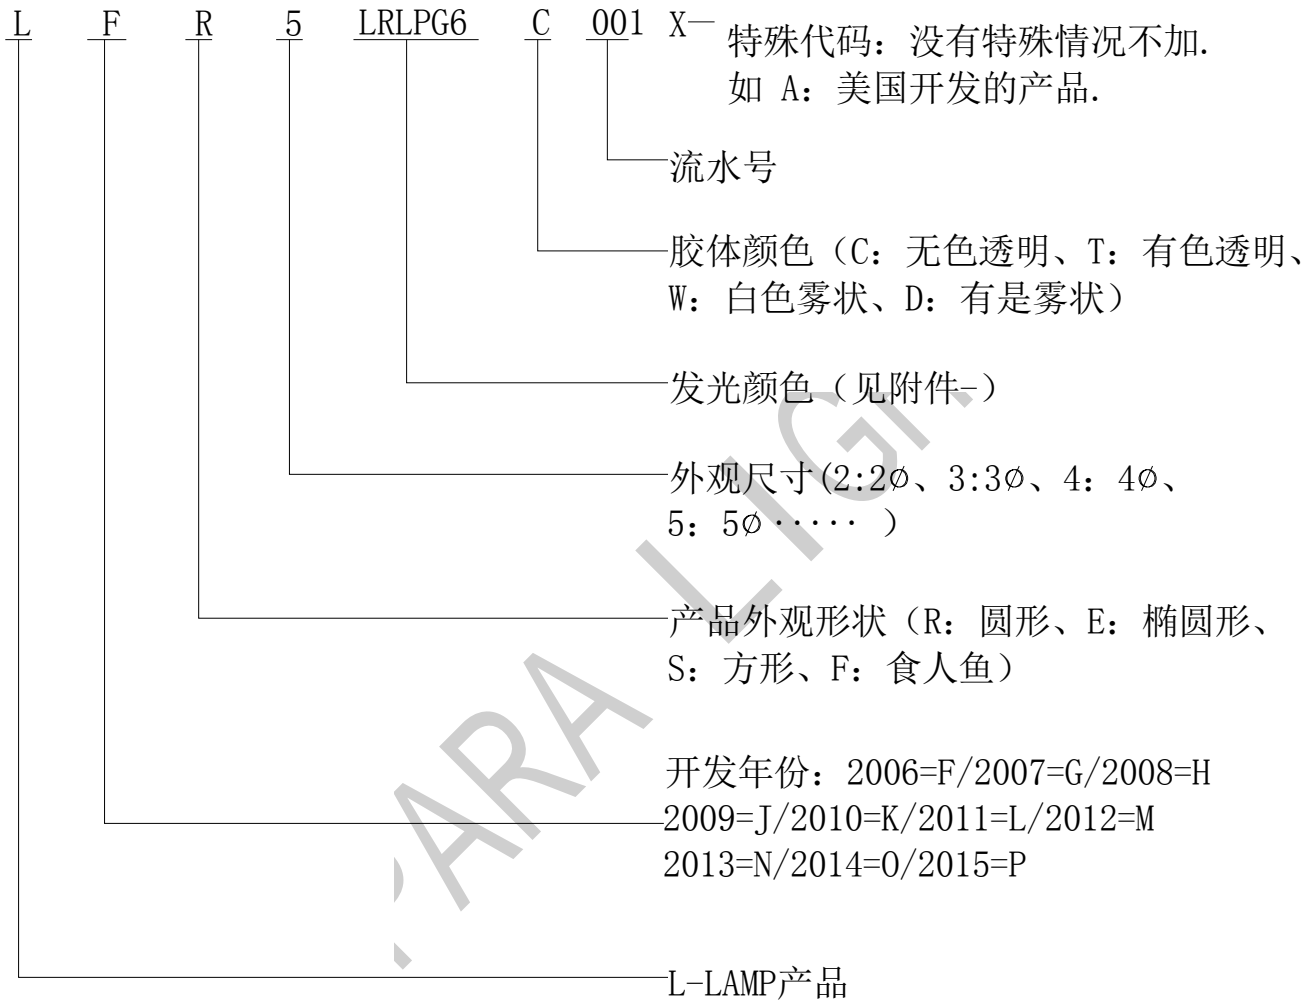 L F R 5 LRLPG6 C 001 X
特殊代码：没有特殊情况不加.
如 A：美国开发的产品.
流水号
胶体颜色（C：无色透明、T：有色透明、
W：白色雾状、D：有是雾状）
发光颜色（见附件-）
外观尺寸(2:2∅、3:3∅、4：4∅、
5：5∅····· ）
产品外观形状（R：圆形、E：椭圆形、
S：方形、F：食人鱼）
开发年份：2006=F/2007=G/2008=H
2009=J/2010=K/2011=L/2012=M
2013=N/2014=O/2015=P
L-LAMP产品
PARA LIGH